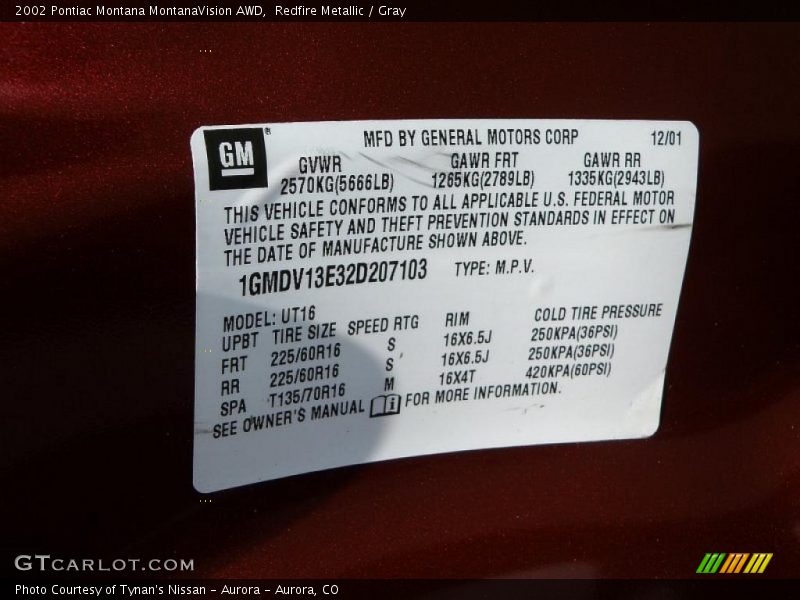 2002 Pontiac Montana MontanaVision AWD, Redfire Metallic / Gray
GM®
MFD BY GENERAL MOTORS CORP 12/01
GVWR GAWR FRT GAWR RR
2570KG(5666LB) 1265KG(2789LB) 1335KG(2943LB)
THIS VEHICLE CONFORMS TO ALL APPLICABLE U.S. FEDERAL MOTOR
VEHICLE SAFETY AND THEFT PREVENTION STANDARDS IN EFFECT ON
THE DATE OF MANUFACTURE SHOWN ABOVE.
1GMDV13E32D207103 TYPE: M.P.V.
MODEL: UT16
UPBT TIRE SIZE SPEED RTG RIM COLD TIRE PRESSURE
FRT 225/60R16 S 16X6.5J 250KPA(36PSI)
RR 225/60R16 S 16X6.5J 250KPA(36PSI)
SPA T135/70R16 M 16X4T 420KPA(60PSI)
SEE OWNER'S MANUAL i FOR MORE INFORMATION.
GTCARLOT.COM
Photo Courtesy of Tynan's Nissan - Aurora - Aurora, CO